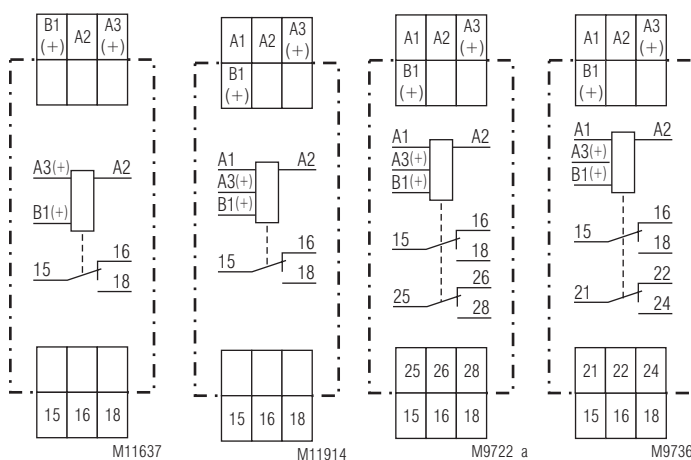 B1 (+) A2 A3 (+)
A3(+) A2
B1(+)
16
15
18
15 16 18
M11637
A1 A2 A3 (+)
B1 (+)
A1 A2
A3(+)
B1(+)
16
15
18
15 16 18
M11914
A1 A2 A3 (+)
B1 (+)
A1 A2
A3(+)
B1(+)
16
15
18
26
25
28
25 26 28
15 16 18
M9722_a
A1 A2 A3 (+)
B1 (+)
A1 A2
A3(+)
B1(+)
16
15
18
22
21
24
21 22 24
15 16 18
M9736